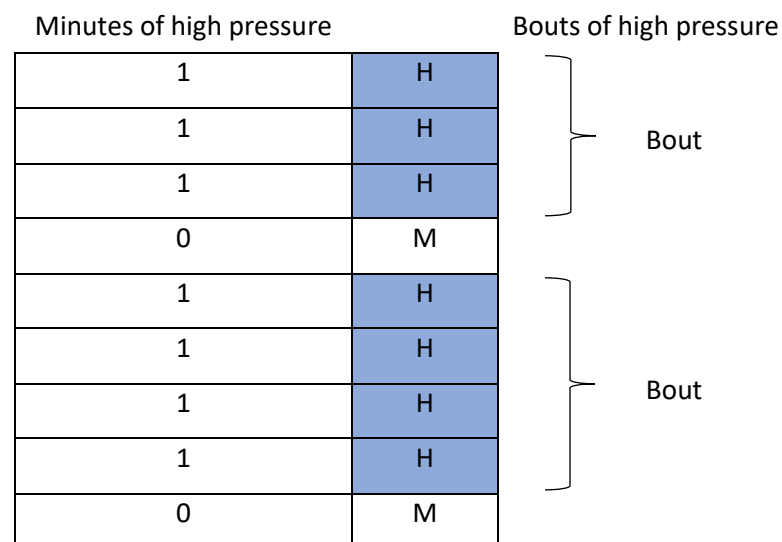 Minutes of high pressure Bouts of high pressure
1 H
1 H
Bout
1 H
0 M
1 H
1 H
Bout
1 H
1 H
0 M